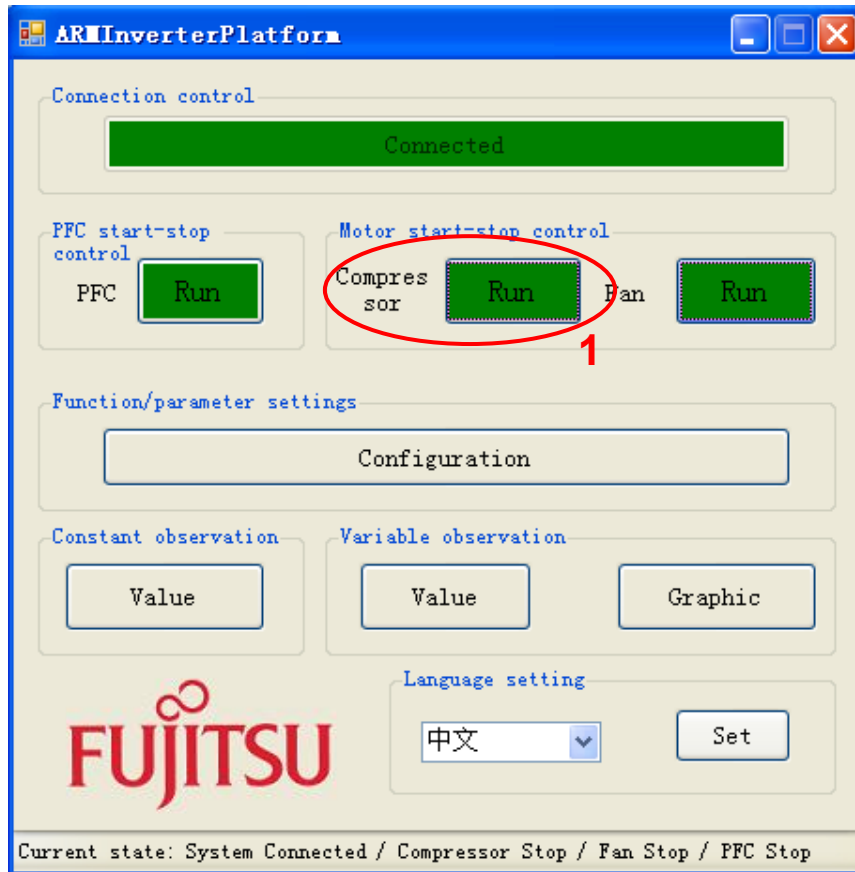 ARMInverterPlatform
Connection control
Connected
PFC start-stop
control
PFC
Run
Motor start-stop control
Compres
sor
Run
Fan
Run
1
Function/parameter settings
Configuration
Constant observation
Value
Variable observation
Value
Graphic
Language setting
中文
Set
FUJITSU
Current state: System Connected / Compressor Stop / Fan Stop / PFC Stop